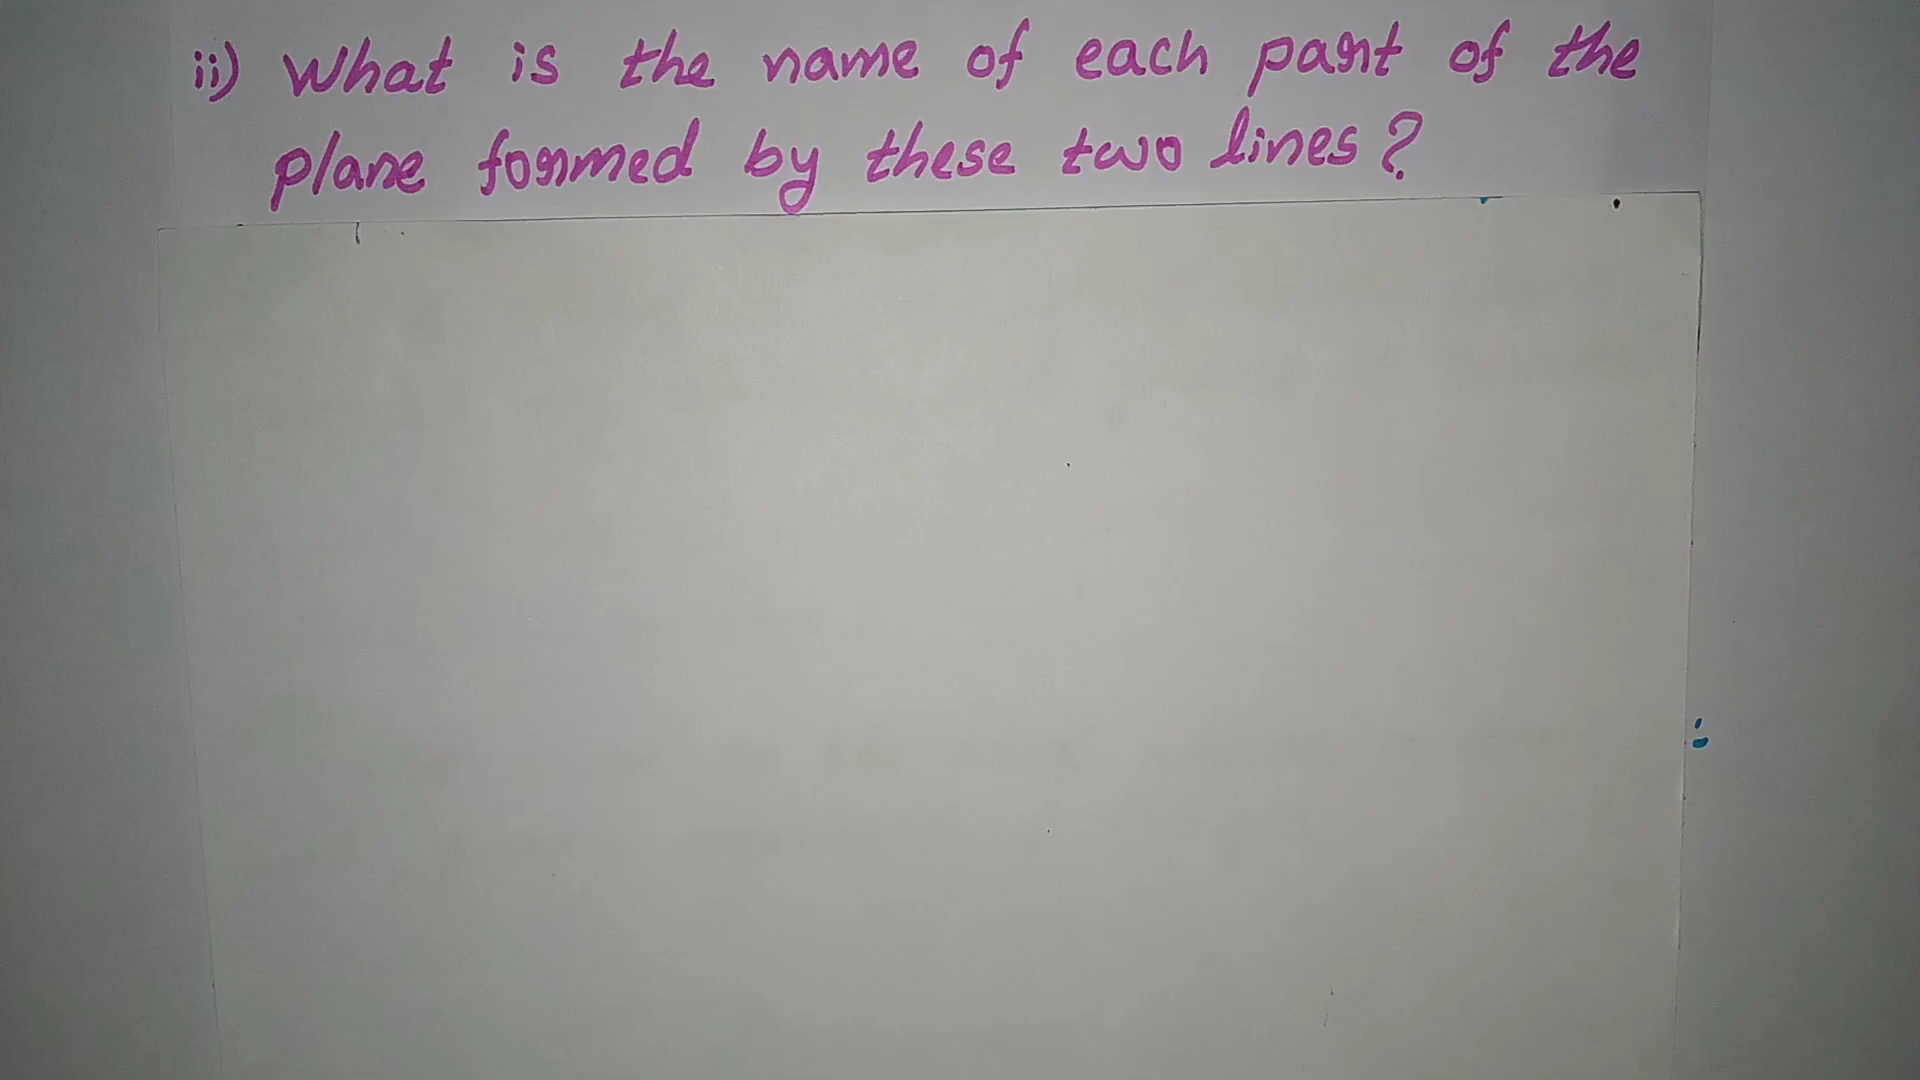 ii) What is the name of each part of the
plane formed by these two lines?